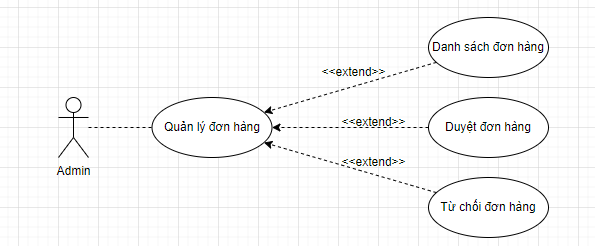 Danh sách đơn hàng
<<extend>>
Quản lý đơn hàng
<<extend>>
Duyệt đơn hàng
<<extend>>
Admin
Từ chối đơn hàng